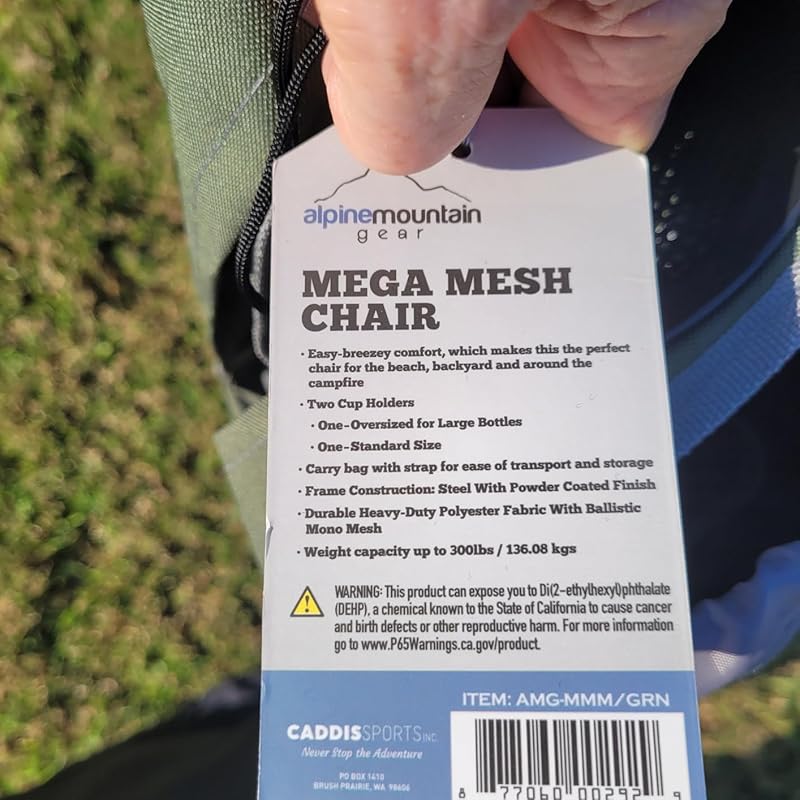 alpinemountain
gear
MEGA MESH
CHAIR
· Easy-breezey comfort, which makes this the perfect
chair for the beach, backyard and around the
campfire
· Two Cup Holders
· One-Oversized for Large Bottles
· One-Standard Size
· Carry bag with strap for ease of transport and storage
· Frame Construction: Steel With Powder Coated Finish
· Durable Heavy-Duty Polyester Fabric With Ballistic
Mono Mesh
· Weight capacity up to 300lbs / 136.08 kgs
WARNING: This product can expose you to Di(2-ethylhexyl)phthalate
(DEHP), a chemical known to the State of California to cause cancer
and birth defects or other reproductive harm. For more information
go to www.P65Warnings.ca.gov/product.
ITEM: AMG-MMM/GRN
CADDISSPORTS INC.
Never Stop the Adventure
PO BOX 1410
BRUSH PRAIRIE, WA 98606
8 77060 00292 9